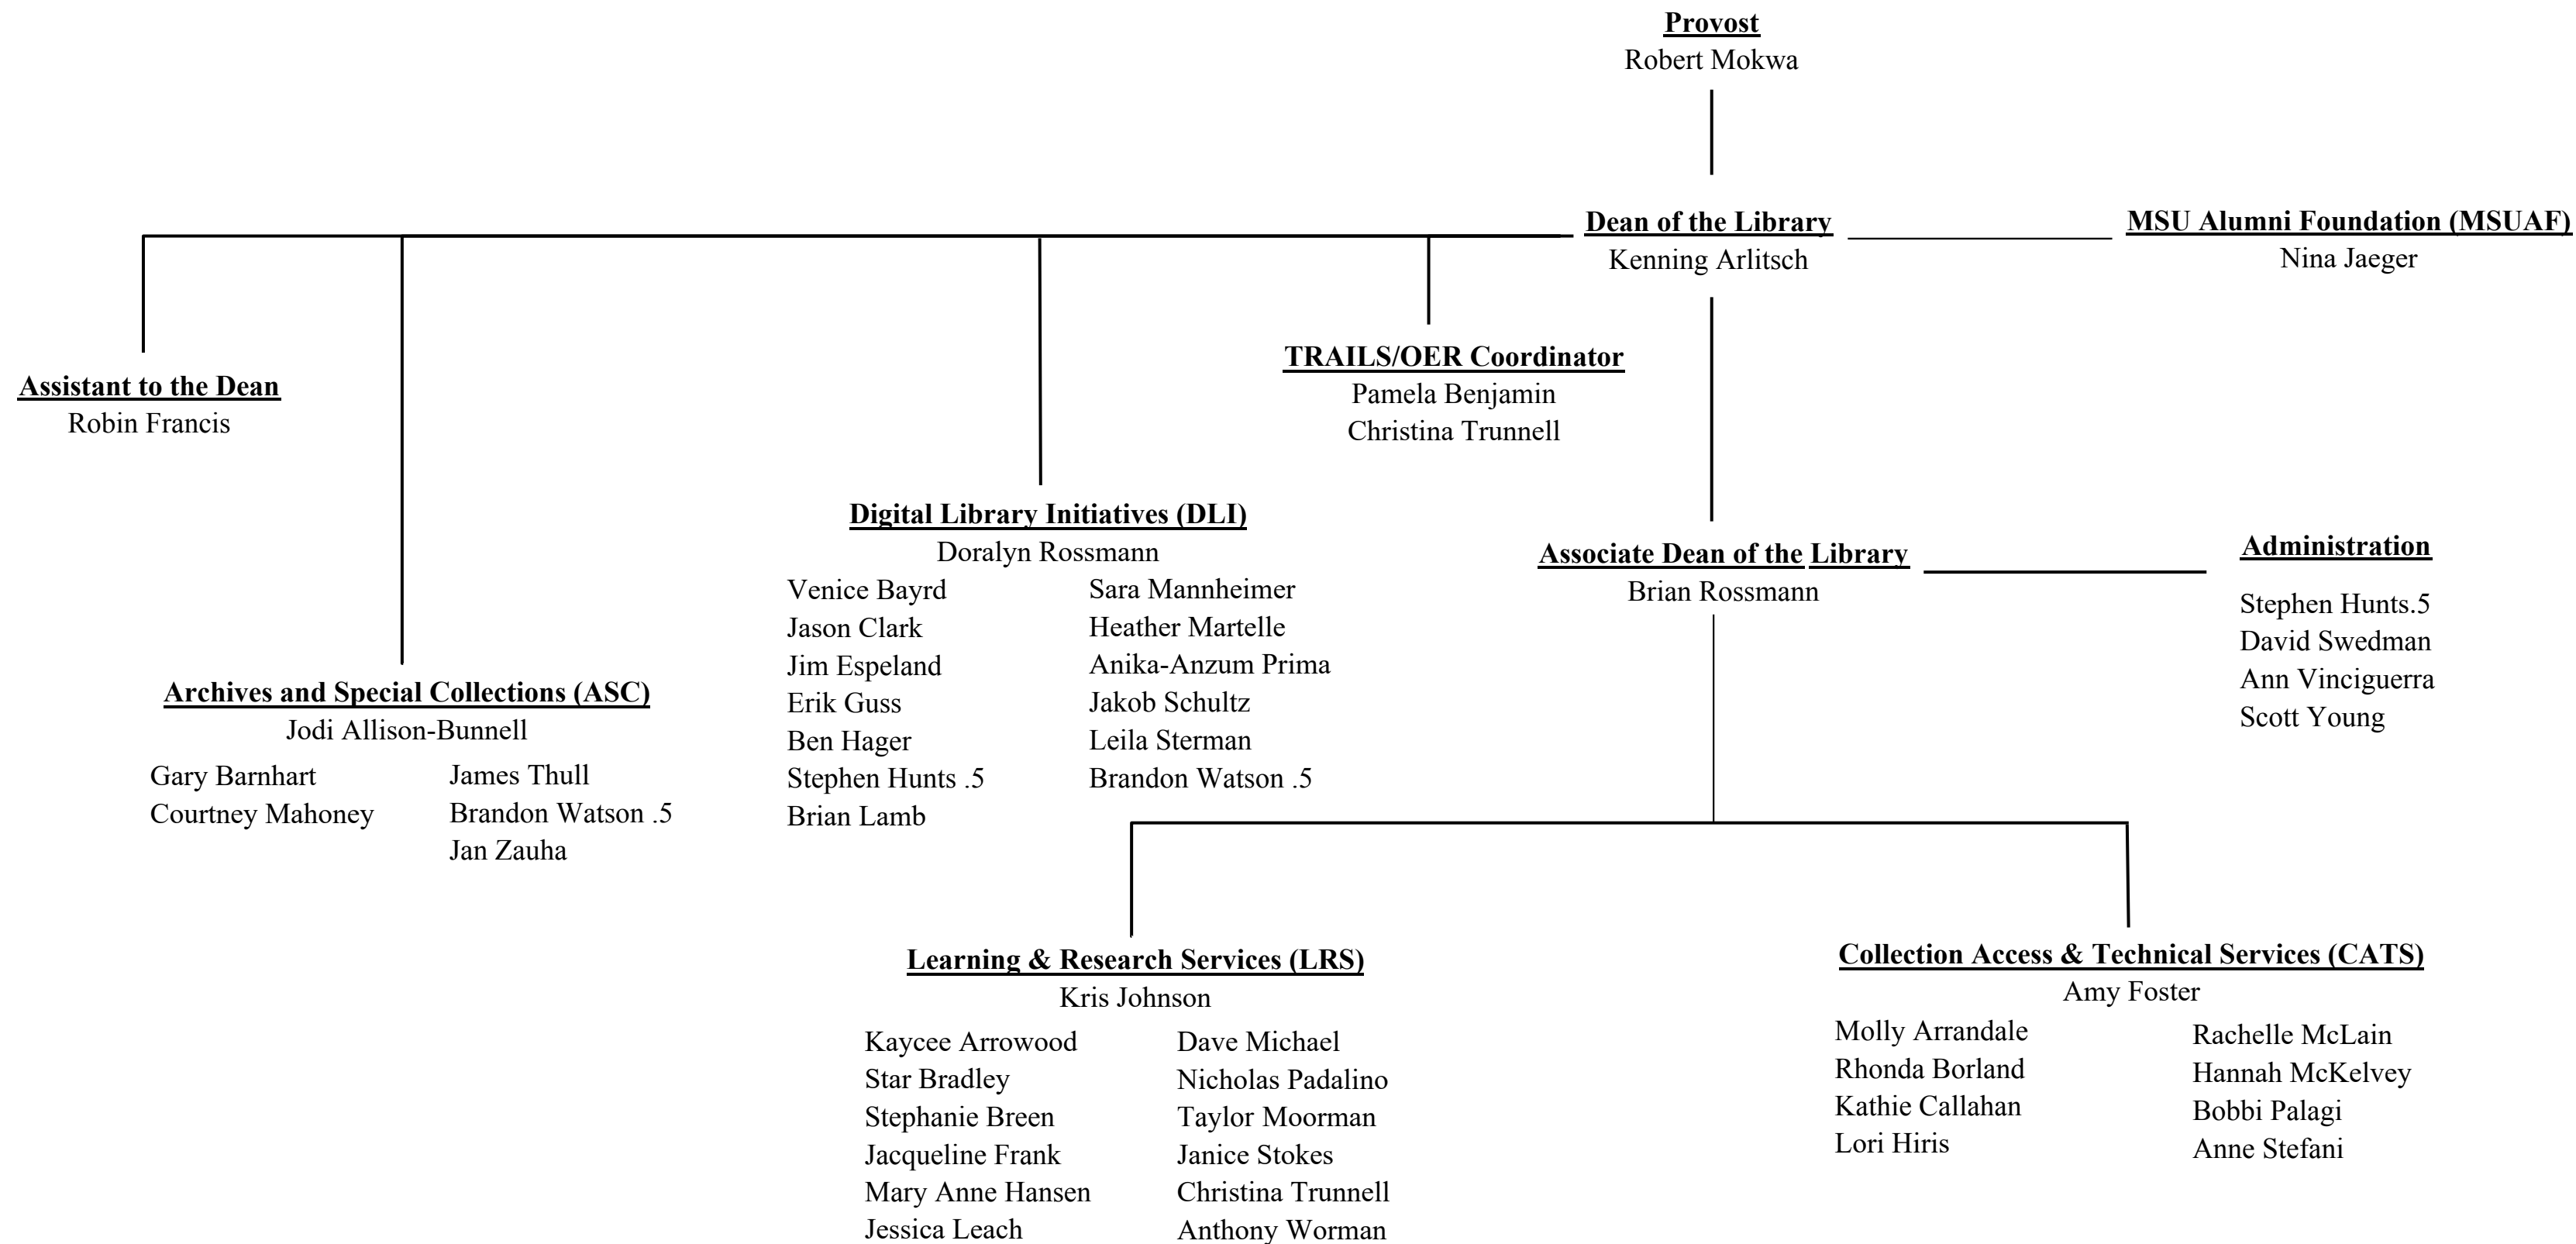 Provost
Robert Mokwa
Dean of the Library
Kenning Arlitsch
MSU Alumni Foundation (MSUAF)
Nina Jaeger
Assistant to the Dean
Robin Francis
TRAILS/OER Coordinator
Pamela Benjamin
Christina Trunnell
Digital Library Initiatives (DLI)
Doralyn Rossmann
Venice Bayrd
Jason Clark
Jim Espeland
Erik Guss
Ben Hager
Stephen Hunts .5
Brian Lamb
Sara Mannheimer
Heather Martelle
Anika-Anzum Prima
Jakob Schultz
Leila Sterman
Brandon Watson .5
Associate Dean of the Library
Brian Rossmann
Administration
Stephen Hunts.5
David Swedman
Ann Vinciguerra
Scott Young
Archives and Special Collections (ASC)
Jodi Allison-Bunnell
Gary Barnhart
Courtney Mahoney
James Thull
Brandon Watson .5
Jan Zauha
Learning & Research Services (LRS)
Kris Johnson
Kaycee Arrowood
Star Bradley
Stephanie Breen
Jacqueline Frank
Mary Anne Hansen
Jessica Leach
Dave Michael
Nicholas Padalino
Taylor Moorman
Janice Stokes
Christina Trunnell
Anthony Worman
Collection Access & Technical Services (CATS)
Amy Foster
Molly Arrandale
Rhonda Borland
Kathie Callahan
Lori Hiris
Rachelle McLain
Hannah McKelvey
Bobbi Palagi
Anne Stefani